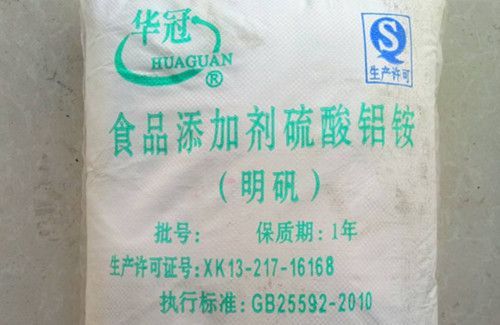 华冠
HUAGUAN
®
生产许可
食品添加剂硫酸铝铵
（明矾）
批号： 保质期：1年
生产许可证号：XK13-217-16168
执行标准：GB25592-2010